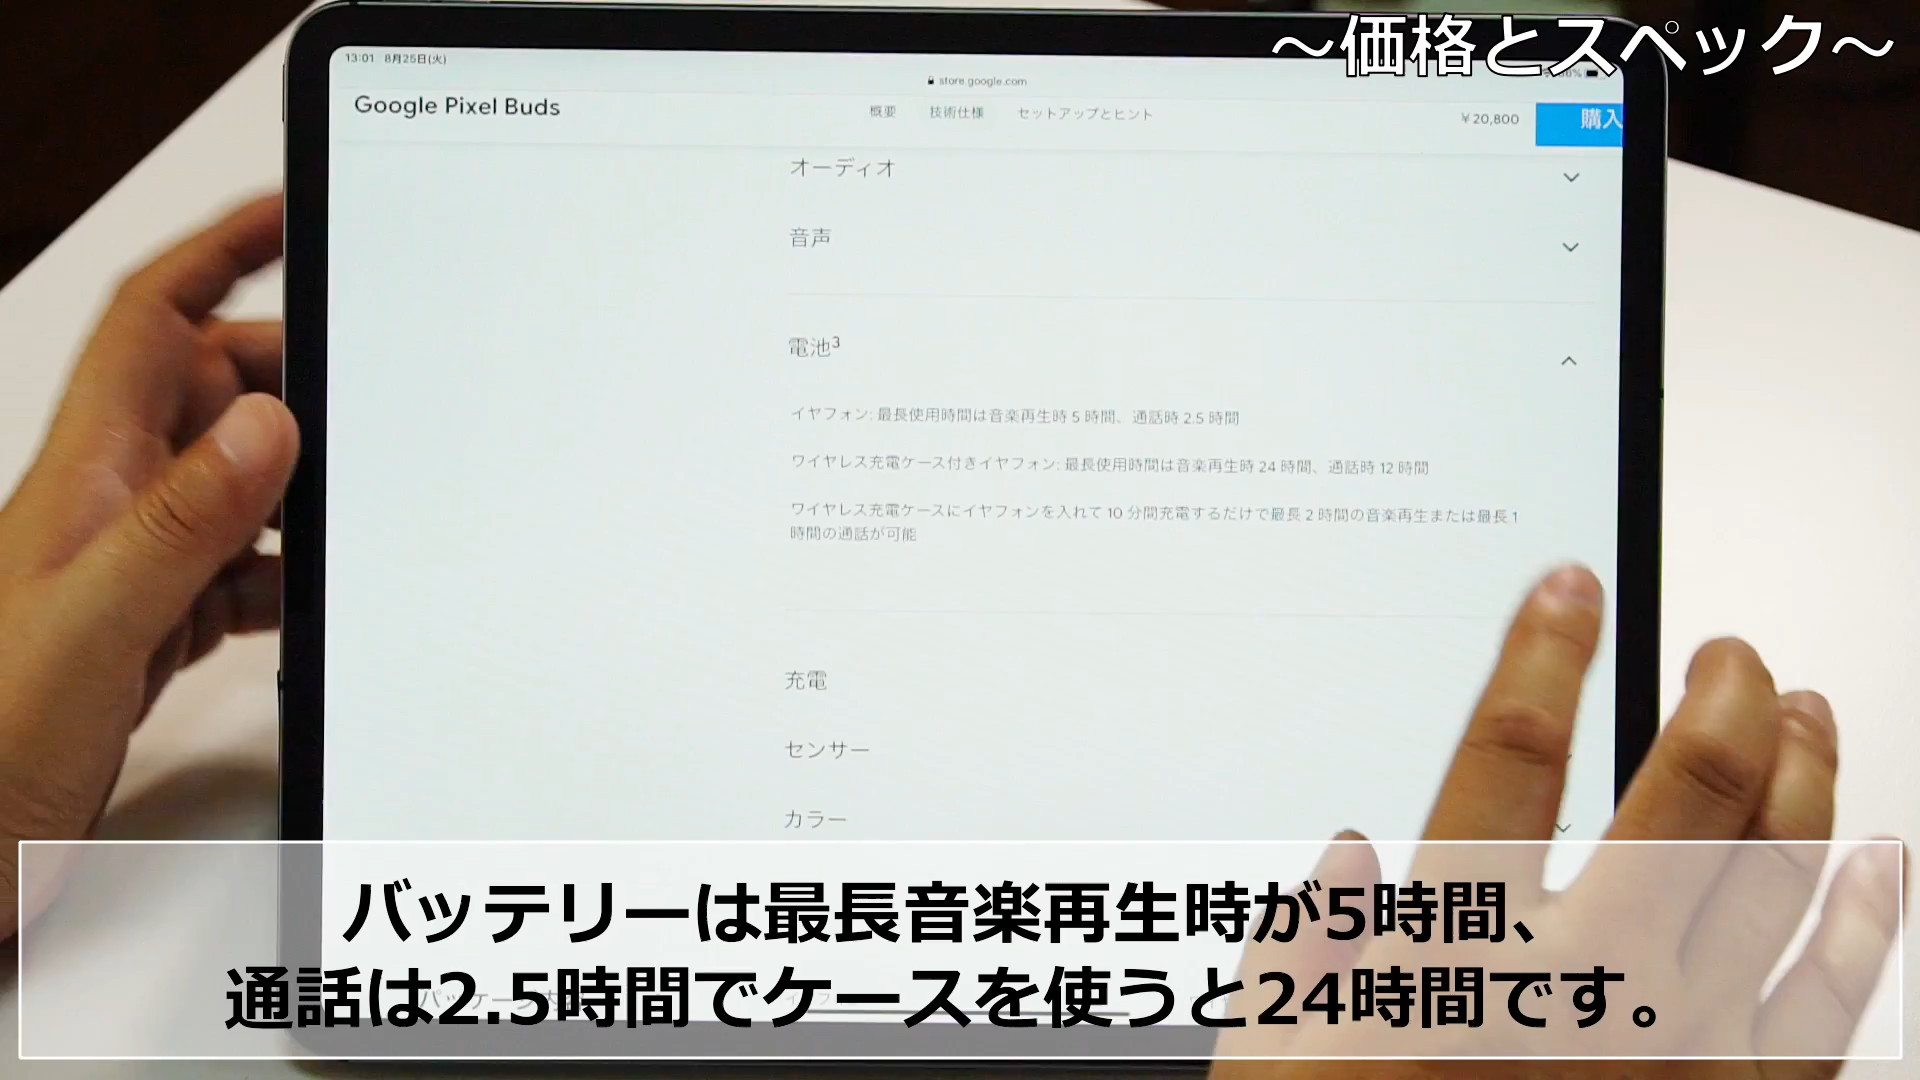 ～価格とスペック～
13:01 8月25日(火)
store.google.com
Google Pixel Buds
概要 技術仕様 セットアップとヒント ￥20,800 購入
オーディオ
音声
電池3
イヤフォン: 最長使用時間は音楽再生時 5 時間、通話時 2.5 時間
ワイヤレス充電ケース付きイヤフォン: 最長使用時間は音楽再生時 24 時間、通話時 12 時間
ワイヤレス充電ケースにイヤフォンを入れて 10 分間充電するだけで最長 2 時間の音楽再生または最長 1
時間の通話が可能
充電
センサー
カラー
バッテリーは最長音楽再生時が5時間、
通話は2.5時間でケースを使うと24時間です。